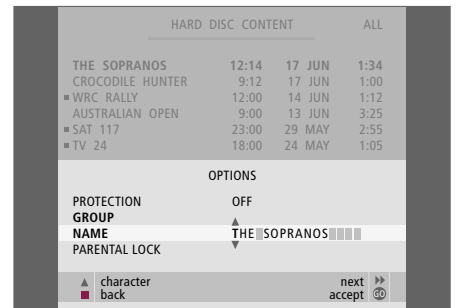 HARD DISC CONTENT ALL
THE SOPRANOS 12:14 17 JUN 1:34
CROCODILE HUNTER 9:12 17 JUN 1:00
WRC RALLY 12:00 14 JUN 1:12
AUSTRALIAN OPEN 9:00 13 JUN 3:25
SAT 117 23:00 29 MAY 2:55
TV 24 18:00 24 MAY 1:05
OPTIONS
PROTECTION OFF
GROUP
NAME THE SOPRANOS
PARENTAL LOCK
character next
back accept GO